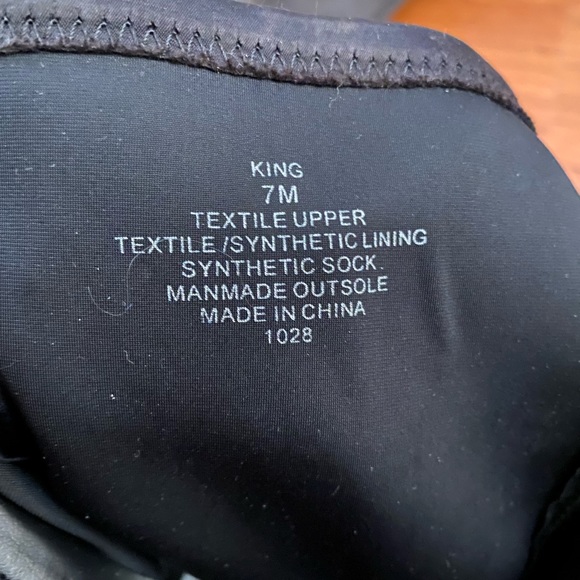 KING
7M
TEXTILE UPPER
TEXTILE /SYNTHETIC LINING
SYNTHETIC SOCK.
MANMADE OUTSOLE
MADE IN CHINA
1028